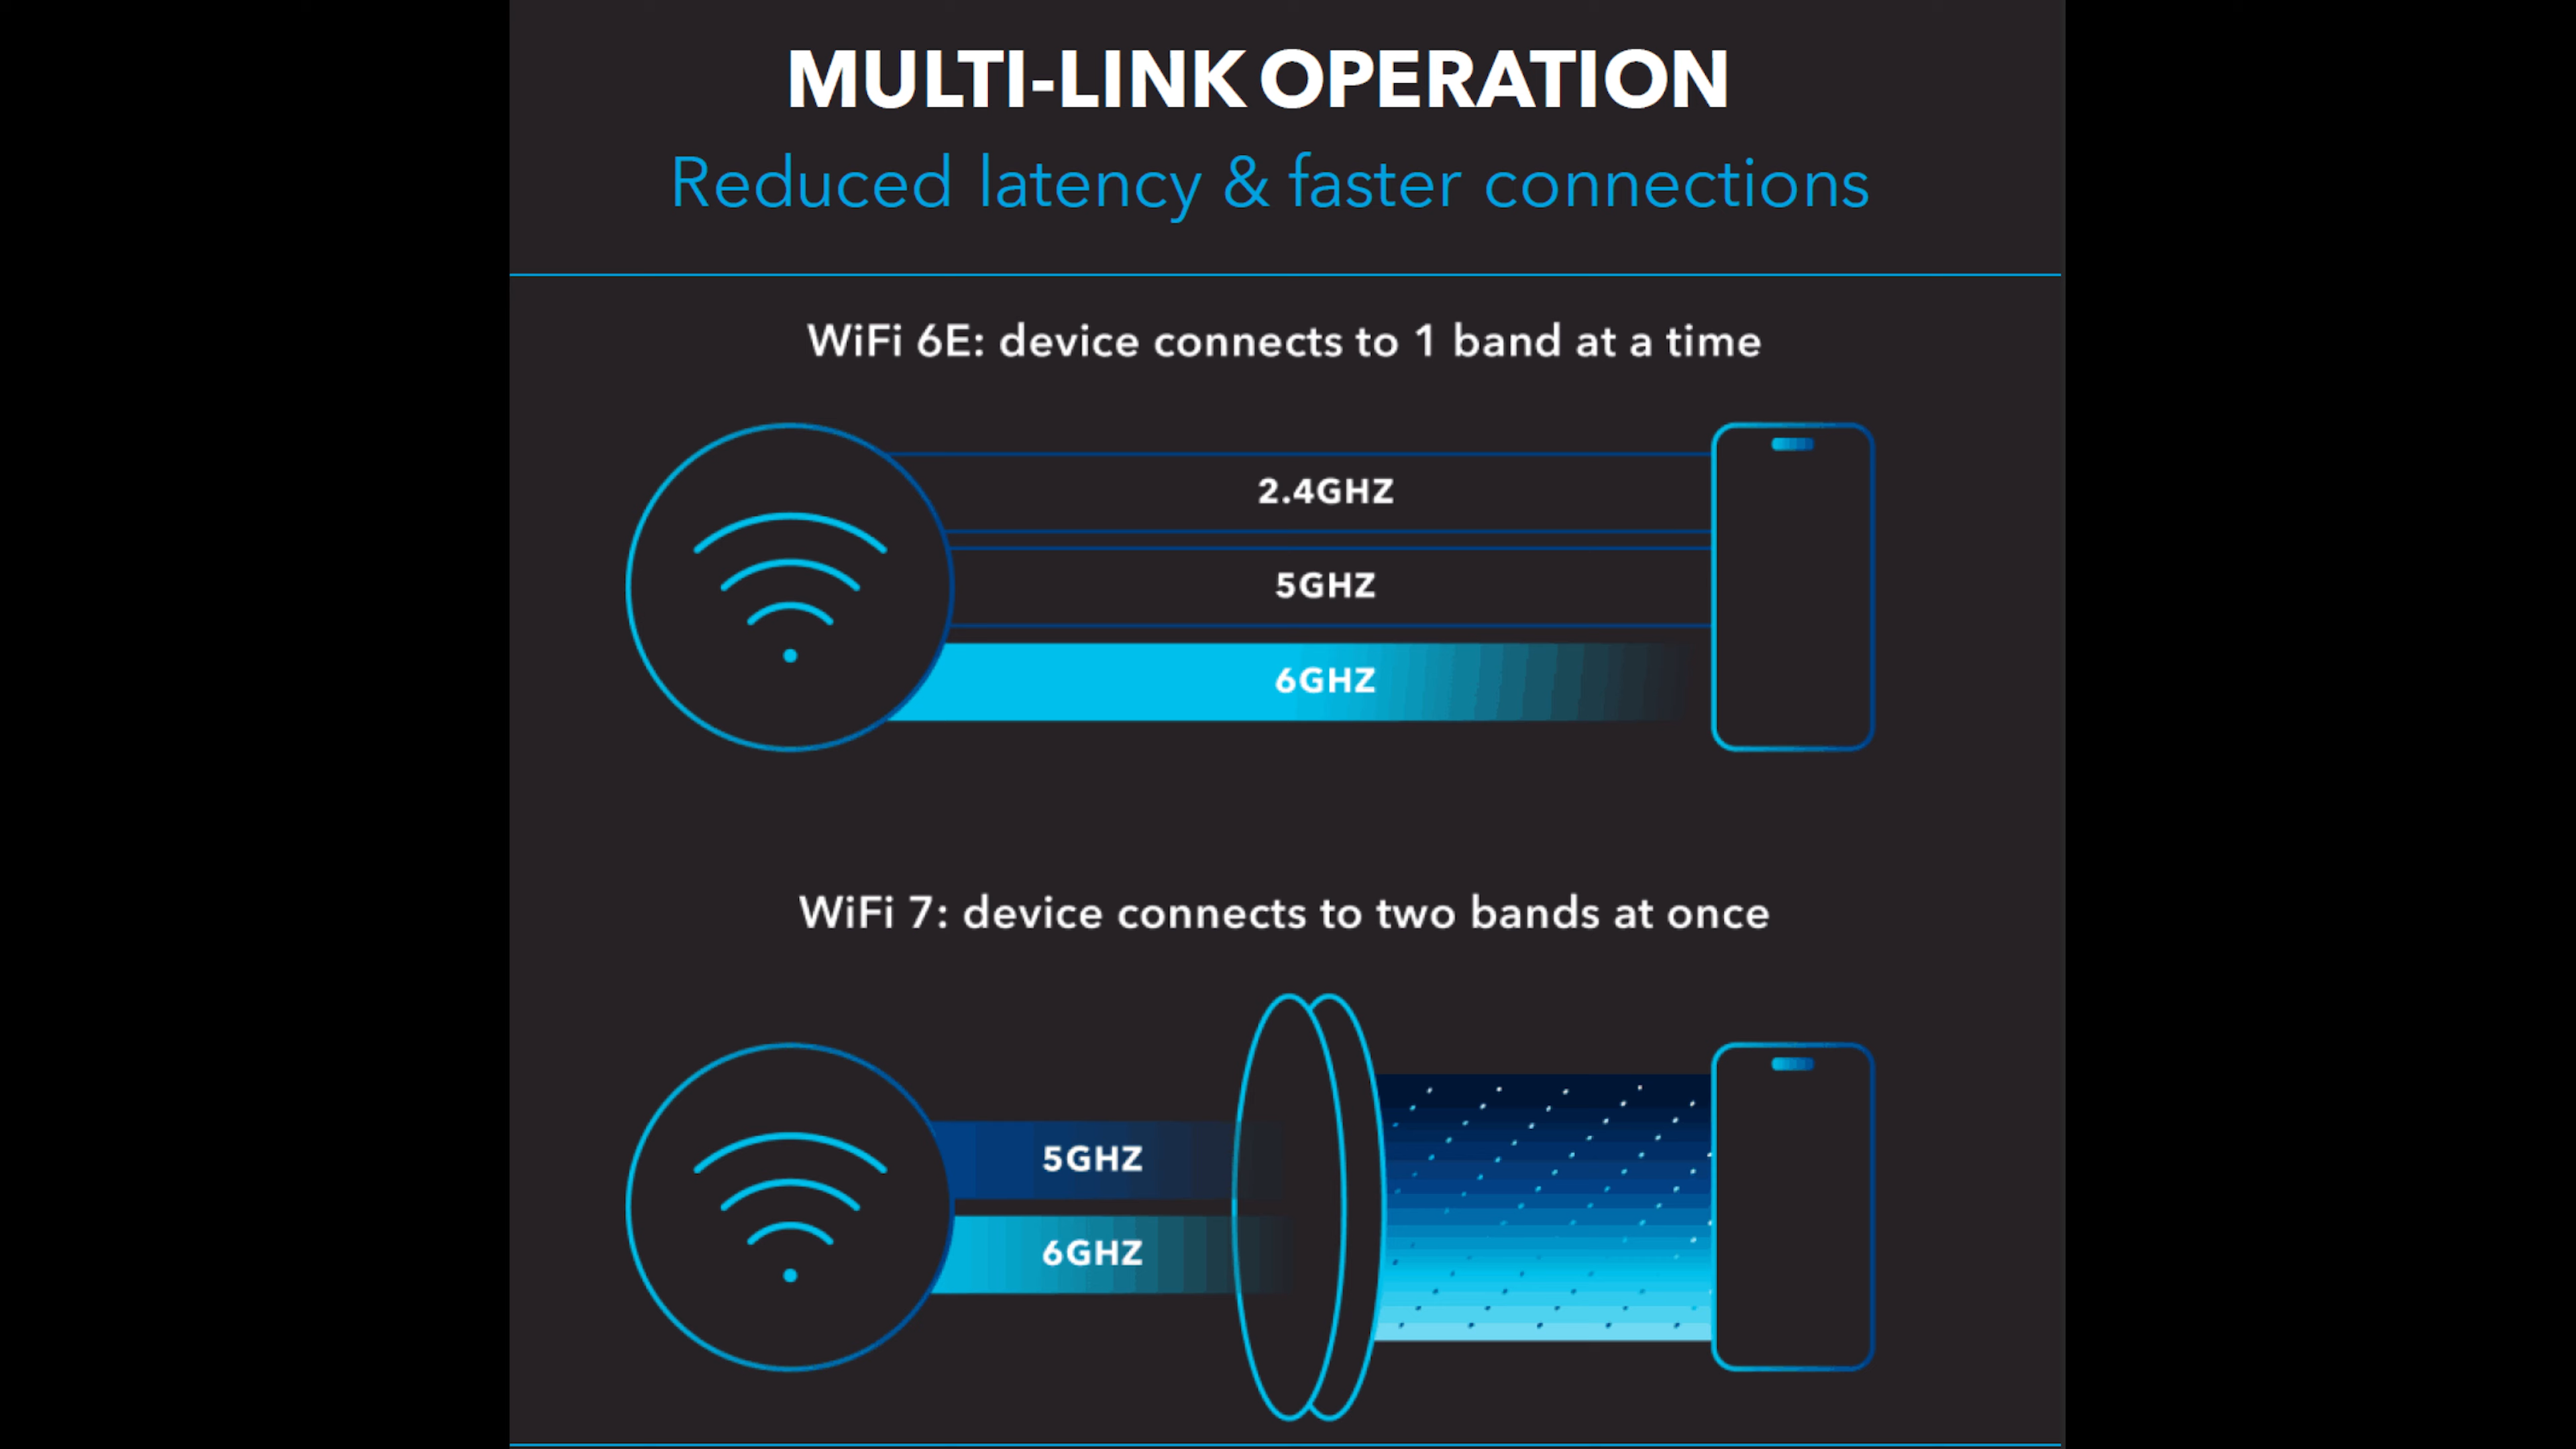 MULTI-LINK OPERATION
Reduced latency & faster connections
WiFi 6E: device connects to 1 band at a time
2.4GHZ
5GHZ
6GHZ
WiFi 7: device connects to two bands at once
5GHZ
6GHZ